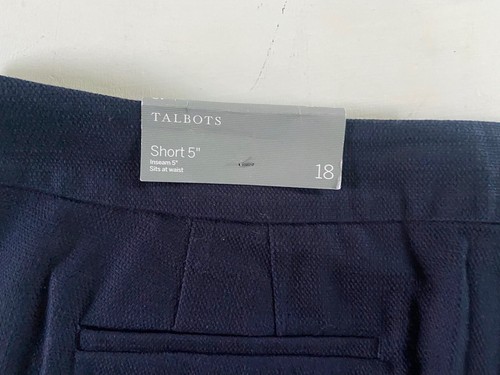 TALBOTS
Short 5"
Inseam 5"
Sits at waist
18